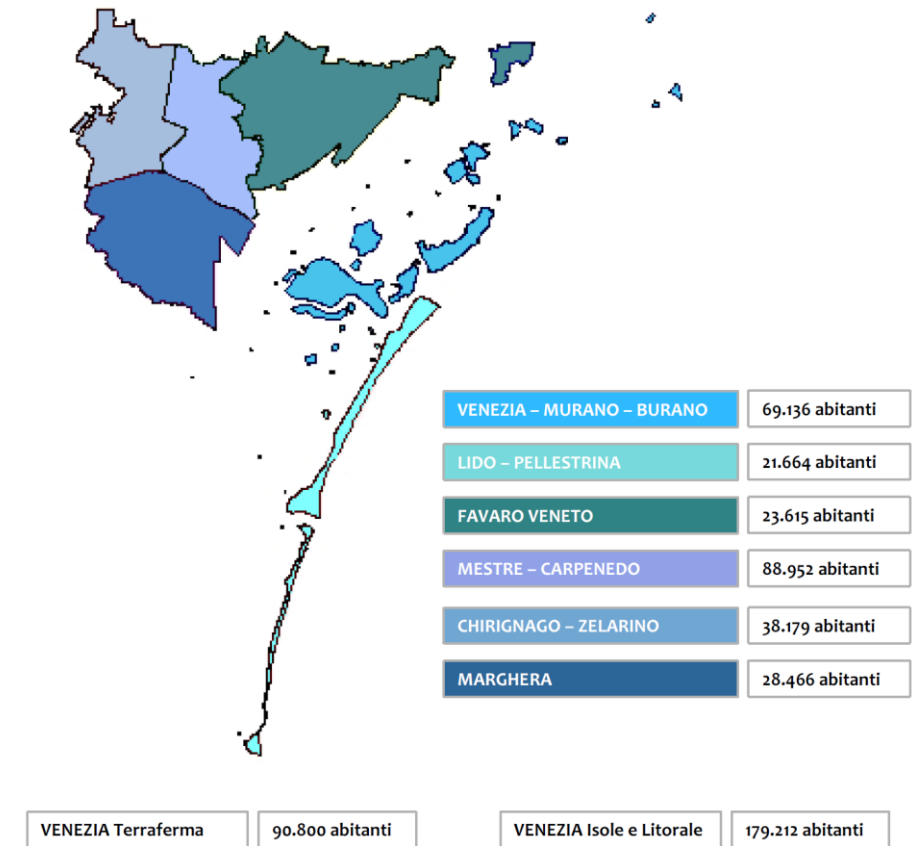 VENEZIA – MURANO – BURANO 69.136 abitanti
LIDO – PELLESTRINA 21.664 abitanti
FAVARO VENETO 23.615 abitanti
MESTRE – CARPENEDO 88.952 abitanti
CHIRIGNAGO – ZELARINO 38.179 abitanti
MARGHERA 28.466 abitanti
VENEZIA Terraferma 90.800 abitanti VENEZIA Isole e Litorale 179.212 abitanti